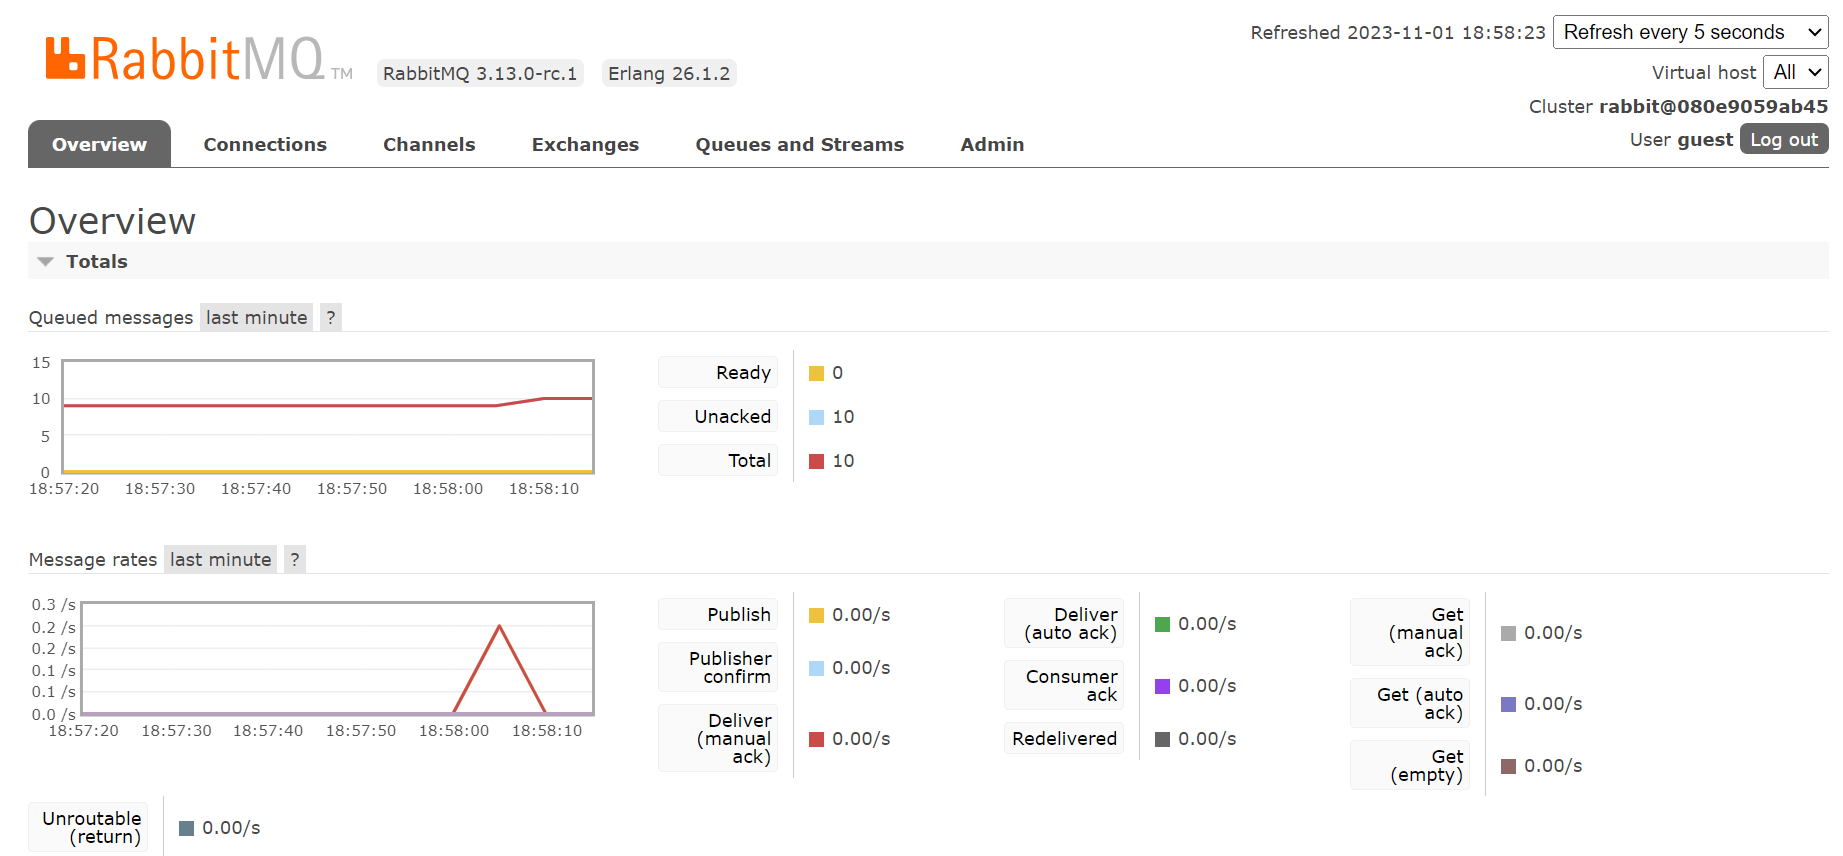 RabbitMQ TM RabbitMQ 3.13.0-rc.1 Erlang 26.1.2
Refreshed 2023-11-01 18:58:23 Refresh every 5 seconds
Virtual host All
Cluster rabbit@080e9059ab45
User guest Log out
Overview Connections Channels Exchanges Queues and Streams Admin
Overview
Totals
Queued messages last minute ?
15
10
5
0
18:57:20 18:57:30 18:57:40 18:57:50 18:58:00 18:58:10
Ready 0
Unacked 10
Total 10
Message rates last minute ?
0.3 /s
0.2 /s
0.2 /s
0.1 /s
0.1 /s
0.0 /s
18:57:20 18:57:30 18:57:40 18:57:50 18:58:00 18:58:10
Publish 0.00/s
Publisher
confirm 0.00/s
Deliver
(manual
ack) 0.00/s
Deliver
(auto ack) 0.00/s
Consumer
ack 0.00/s
Redelivered 0.00/s
Get
(manual
ack) 0.00/s
Get (auto
ack) 0.00/s
Get
(empty) 0.00/s
Unroutable
(return) 0.00/s